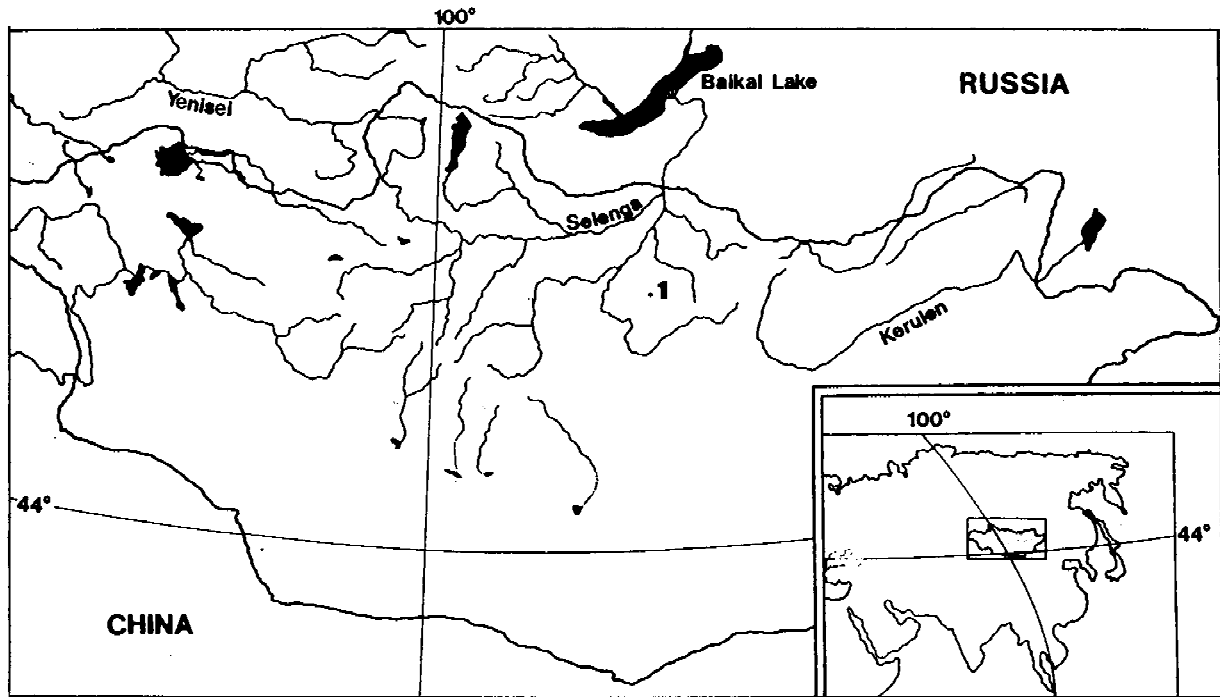 100°
Baikal Lake
RUSSIA
Yenisei
Selenga
.1
Kerulen
100°
44°
44°
CHINA